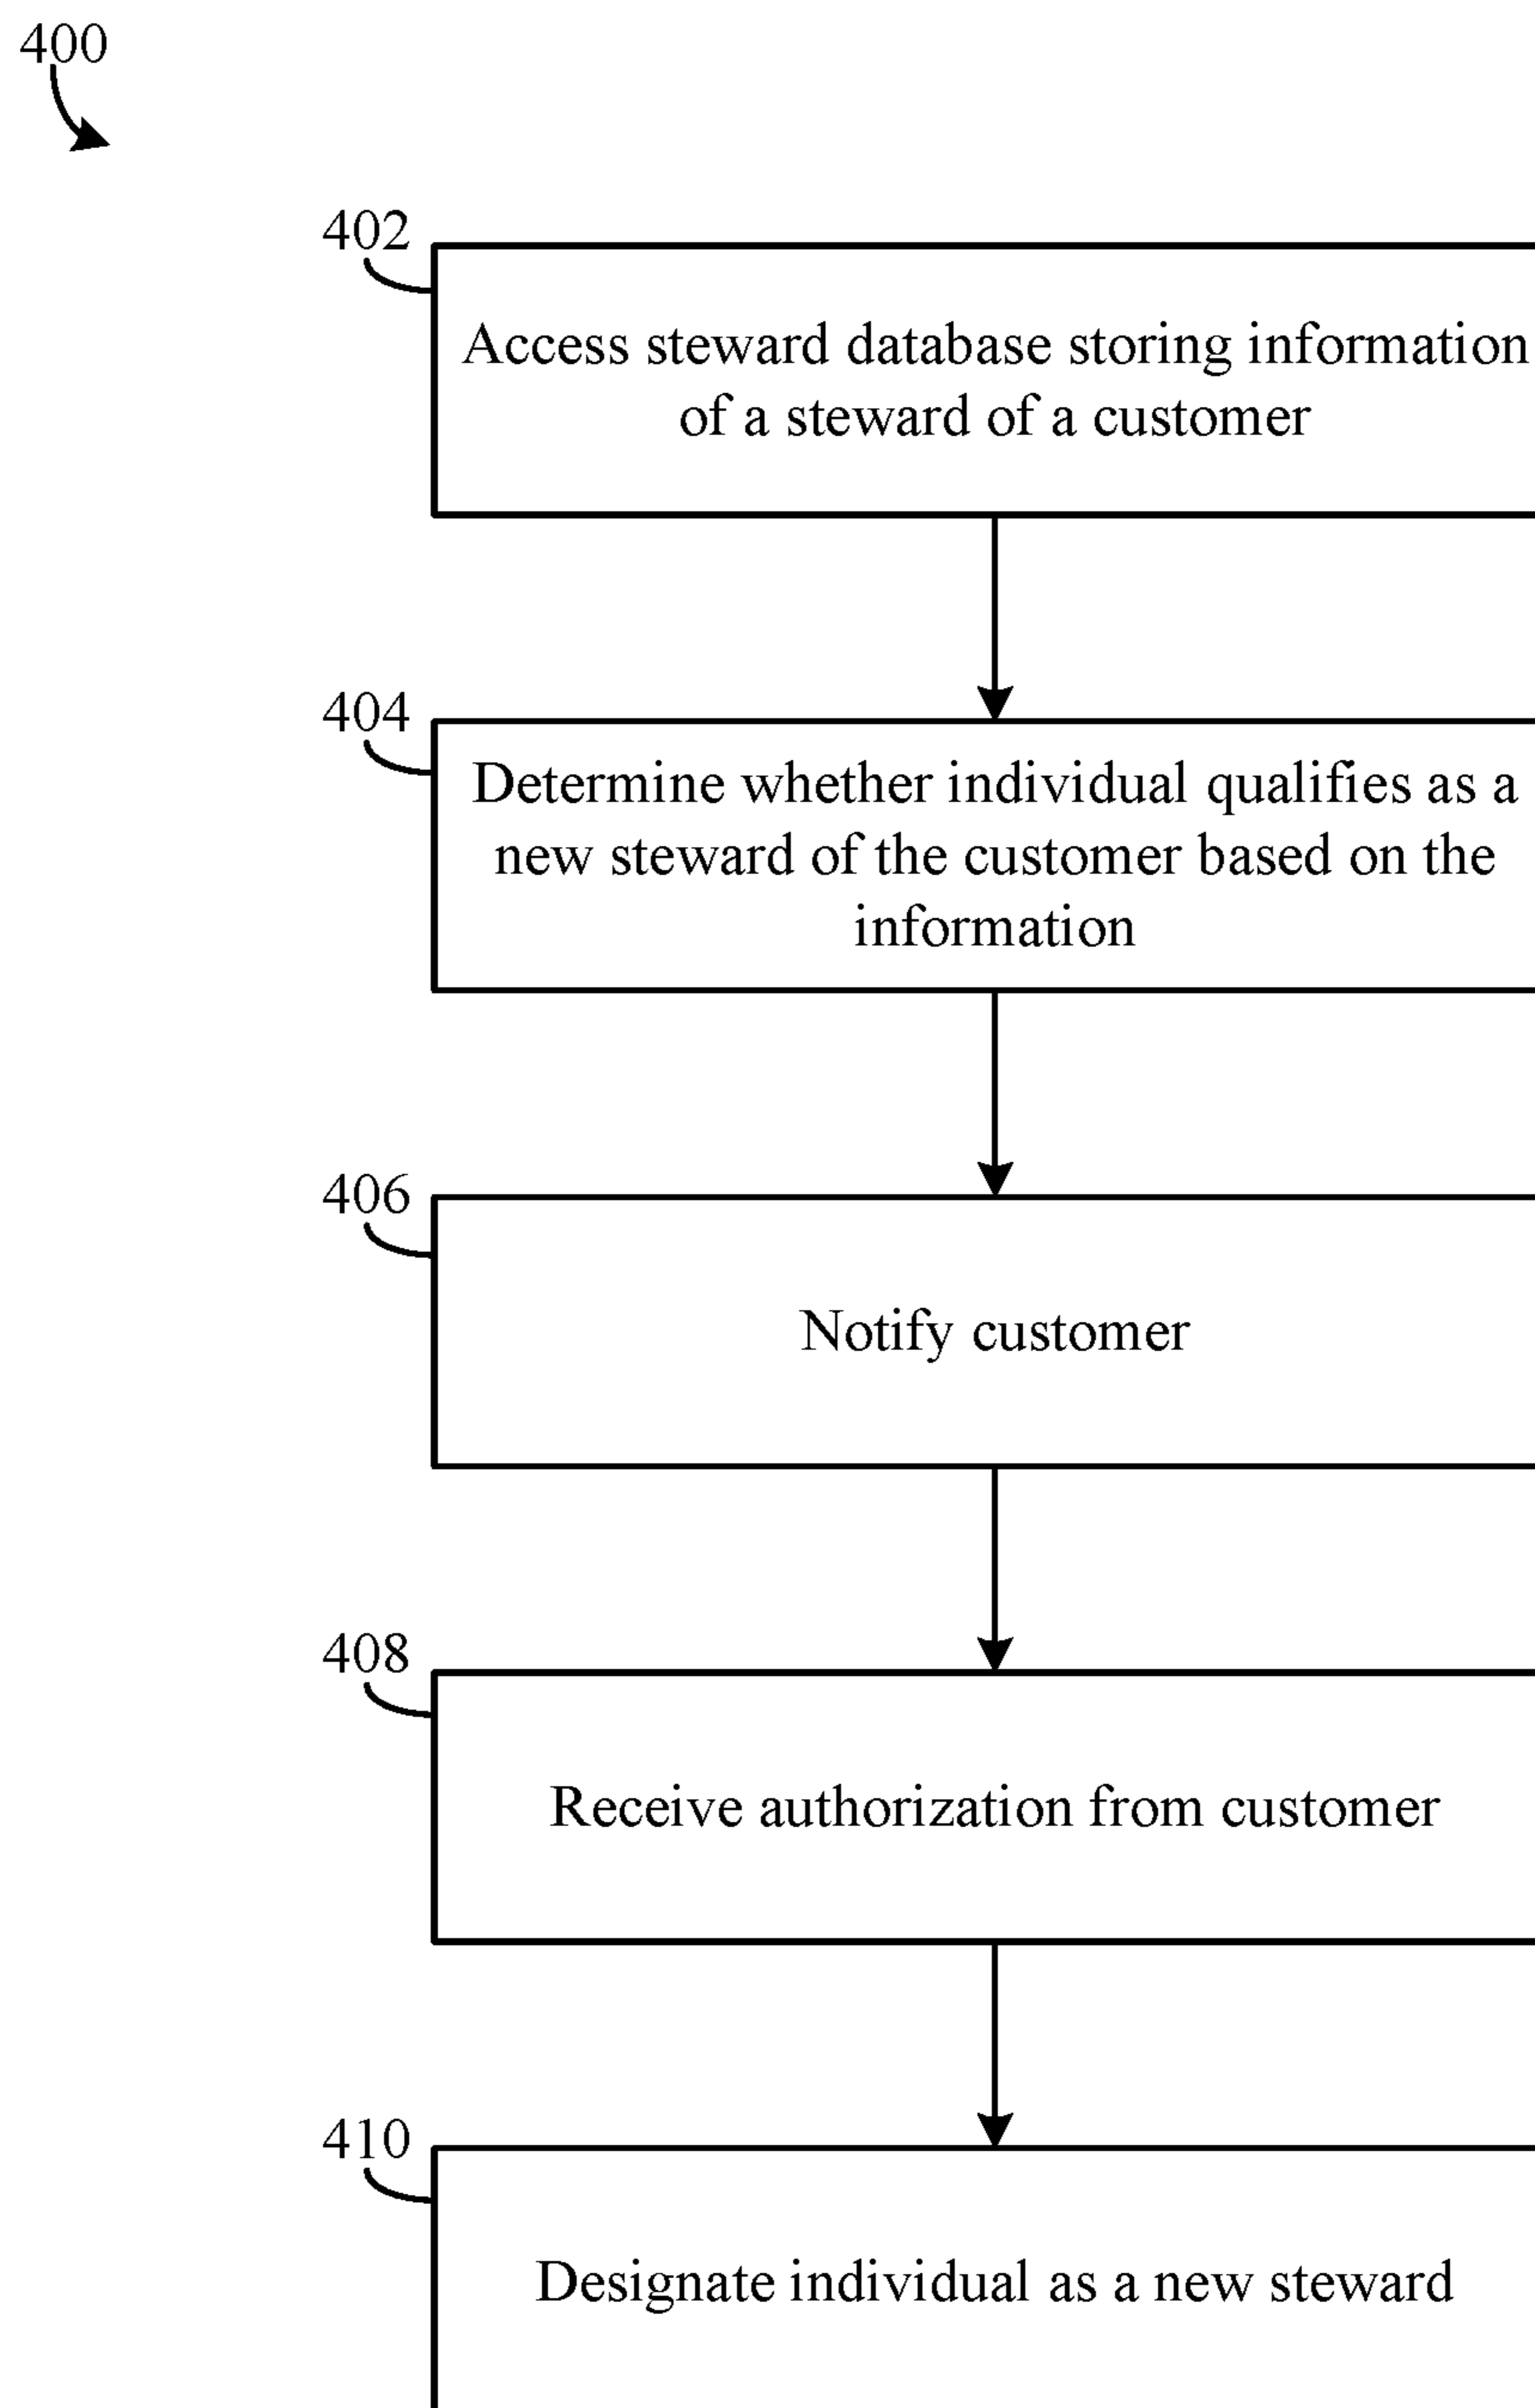 400
402
Access steward database storing information
of a steward of a customer
404
Determine whether individual qualifies as a
new steward of the customer based on the
information
406
Notify customer
408
Receive authorization from customer
410
Designate individual as a new steward